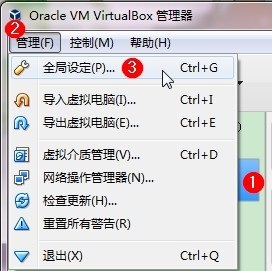 Oracle VM VirtualBox 管理器
2
管理(F) 控制(M) 帮助(H)
全局设定(P)... 3 Ctrl+G
导入虚拟电脑(I)... Ctrl+I
导出虚拟电脑(E)... Ctrl+E
虚拟介质管理(V)... Ctrl+D
1
网络操作管理器(N)...
检查更新(H)...
重置所有警告(R)
退出(X) Ctrl+Q